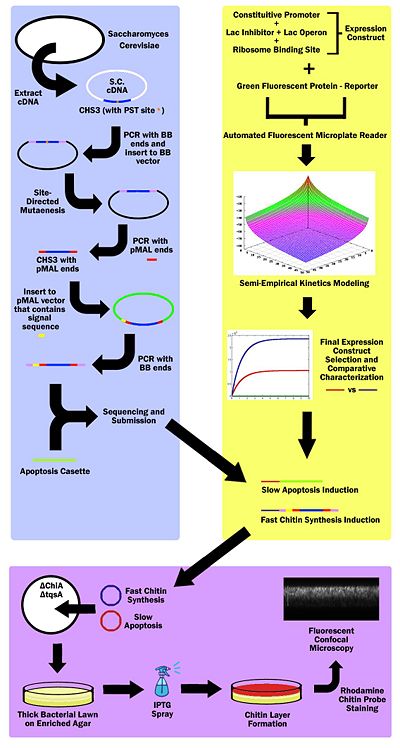 Saccharomyces
Cerevisiae
Extract
cDNA
S.C.
cDNA
CHS3 (with PST site * )
PCR with BB
ends and
insert to BB
vector
Site-
Directed
Mutaenesis
CHS3 with
pMAL ends
PCR with
pMAL ends
Insert to
pMAL vector
that contains
signal
sequence
PCR with
BB ends
Sequencing and
Submission
Apoptosis Casette
Constitutive Promoter
+
Lac Inhibitor + Lac Operon
+
Ribosome Binding Site
Expression
Construct
+
Green Fluorescent Protein - Reporter
Automated Fluorescent Microplate Reader
Semi-Empirical Kinetics Modeling
Final Expression
Construct
Selection and
Comparative
Characterization
vs
Slow Apoptosis Induction
Fast Chitin Synthesis Induction
ΔChiA
ΔtqsA
Fast Chitin
Synthesis
Slow
Apoptosis
Thick Bacterial Lawn
on Enriched Agar
IPTG
Spray
Chitin Layer
Formation
Rhodamine
Chitin Probe
Staining
Fluorescent
Confocal
Microscopy